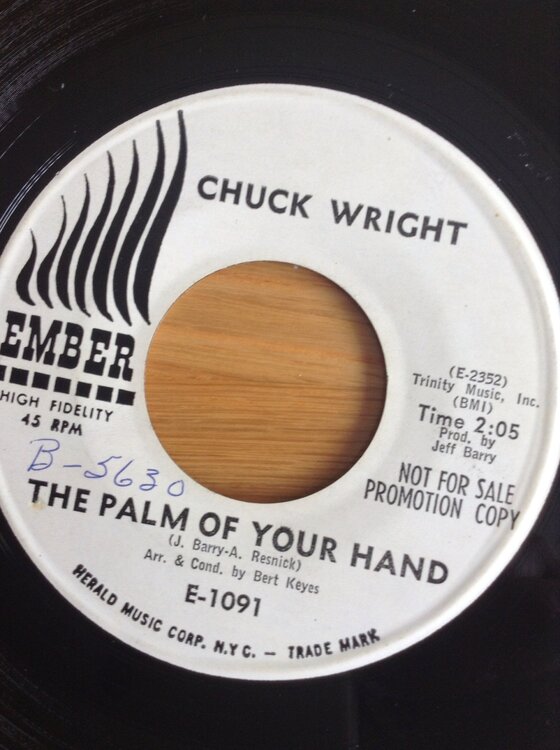 CHUCK WRIGHT
EMBER
HIGH FIDELITY
45 RPM
(E-2352)
Trinity Music, Inc.
(BMI)
Time 2:05
Prod. by
Jeff Barry
NOT FOR SALE
PROMOTION COPY
B-5630
THE PALM OF YOUR HAND
(J. Barry-A. Resnick)
Arr. & Cond. by Bert Keyes
E-1091
HERALD MUSIC CORP. N.Y.C. — TRADE MARK